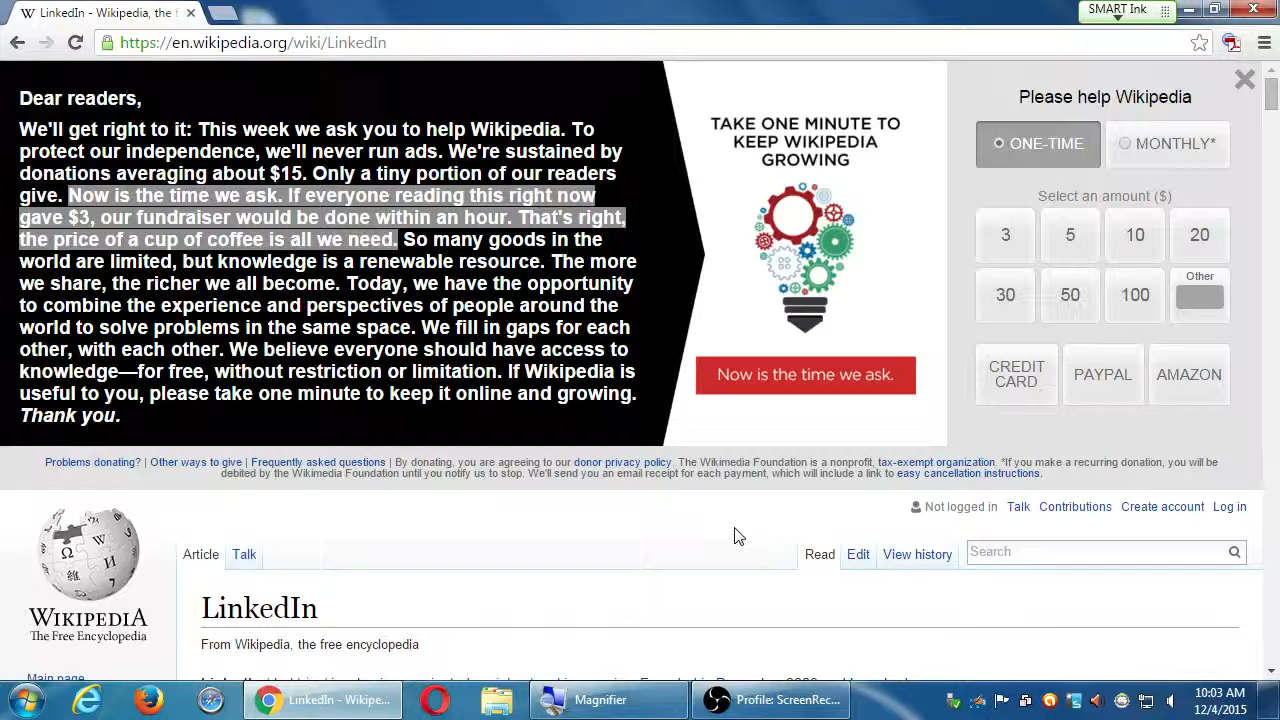 LinkedIn - Wikipedia, the f
SMART Ink
https://en.wikipedia.org/wiki/LinkedIn
Dear readers,
We'll get right to it: This week we ask you to help Wikipedia. To
protect our independence, we'll never run ads. We're sustained by
donations averaging about $15. Only a tiny portion of our readers
give. Now is the time we ask. If everyone reading this right now
gave $3, our fundraiser would be done within an hour. That's right,
the price of a cup of coffee is all we need. So many goods in the
world are limited, but knowledge is a renewable resource. The more
we share, the richer we all become. Today, we have the opportunity
to combine the experience and perspectives of people around the
world to solve problems in the same space. We fill in gaps for each
other, with each other. We believe everyone should have access to
knowledge—for free, without restriction or limitation. If Wikipedia is
useful to you, please take one minute to keep it online and growing.
Thank you.
TAKE ONE MINUTE TO
KEEP WIKIPEDIA
GROWING
Now is the time we ask.
Please help Wikipedia
ONE-TIME
MONTHLY*
Select an amount ($)
3
5
10
20
30
50
100
Other
CREDIT
CARD
PAYPAL
AMAZON
Problems donating? | Other ways to give | Frequently asked questions | By donating, you are agreeing to our donor privacy policy. The Wikimedia Foundation is a nonprofit, tax-exempt organization. *If you make a recurring donation, you will be
debited by the Wikimedia Foundation until you notify us to stop. We'll send you an email receipt for each payment, which will include a link to easy cancellation instructions.
Not logged in Talk Contributions Create account Log in
Article Talk
Read Edit View history
Search
WIKIPEDIA
The Free Encyclopedia
LinkedIn
From Wikipedia, the free encyclopedia
Main page
LinkedIn - Wikipe...
Magnifier
Profile: ScreenRec...
10:03 AM
12/4/2015